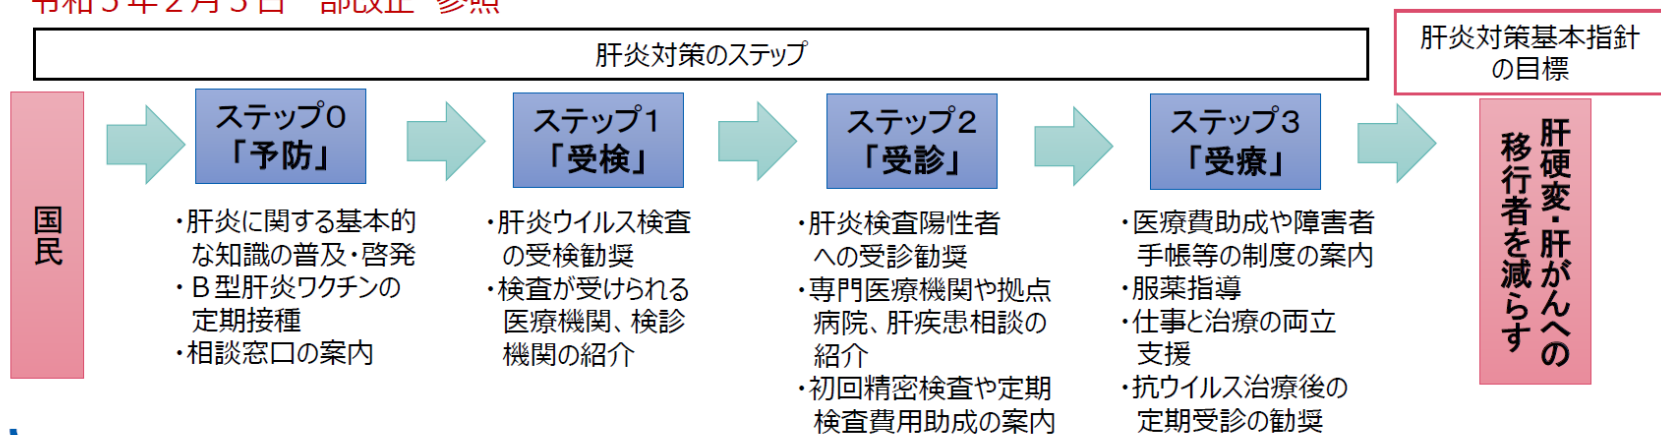 肝炎対策のステップ
肝炎対策基本指針
の目標
国民
ステップ０
「予防」
・肝炎に関する基本的
な知識の普及・啓発
・Ｂ型肝炎ワクチンの
定期接種
・相談窓口の案内
ステップ１
「受検」
・肝炎ウイルス検査
の受検勧奨
・検査が受けられる
医療機関、検診
機関の紹介
ステップ２
「受診」
・肝炎検査陽性者
への受診勧奨
・専門医療機関や拠点
病院、肝疾患相談の
紹介
・初回精密検査や定期
検査費用助成の案内
ステップ３
「受療」
・医療費助成や障害者
手帳等の制度の案内
・服薬指導
・仕事と治療の両立
支援
・抗ウイルス治療後の
定期受診の勧奨
肝硬変・肝がんへの
移行者を減らす